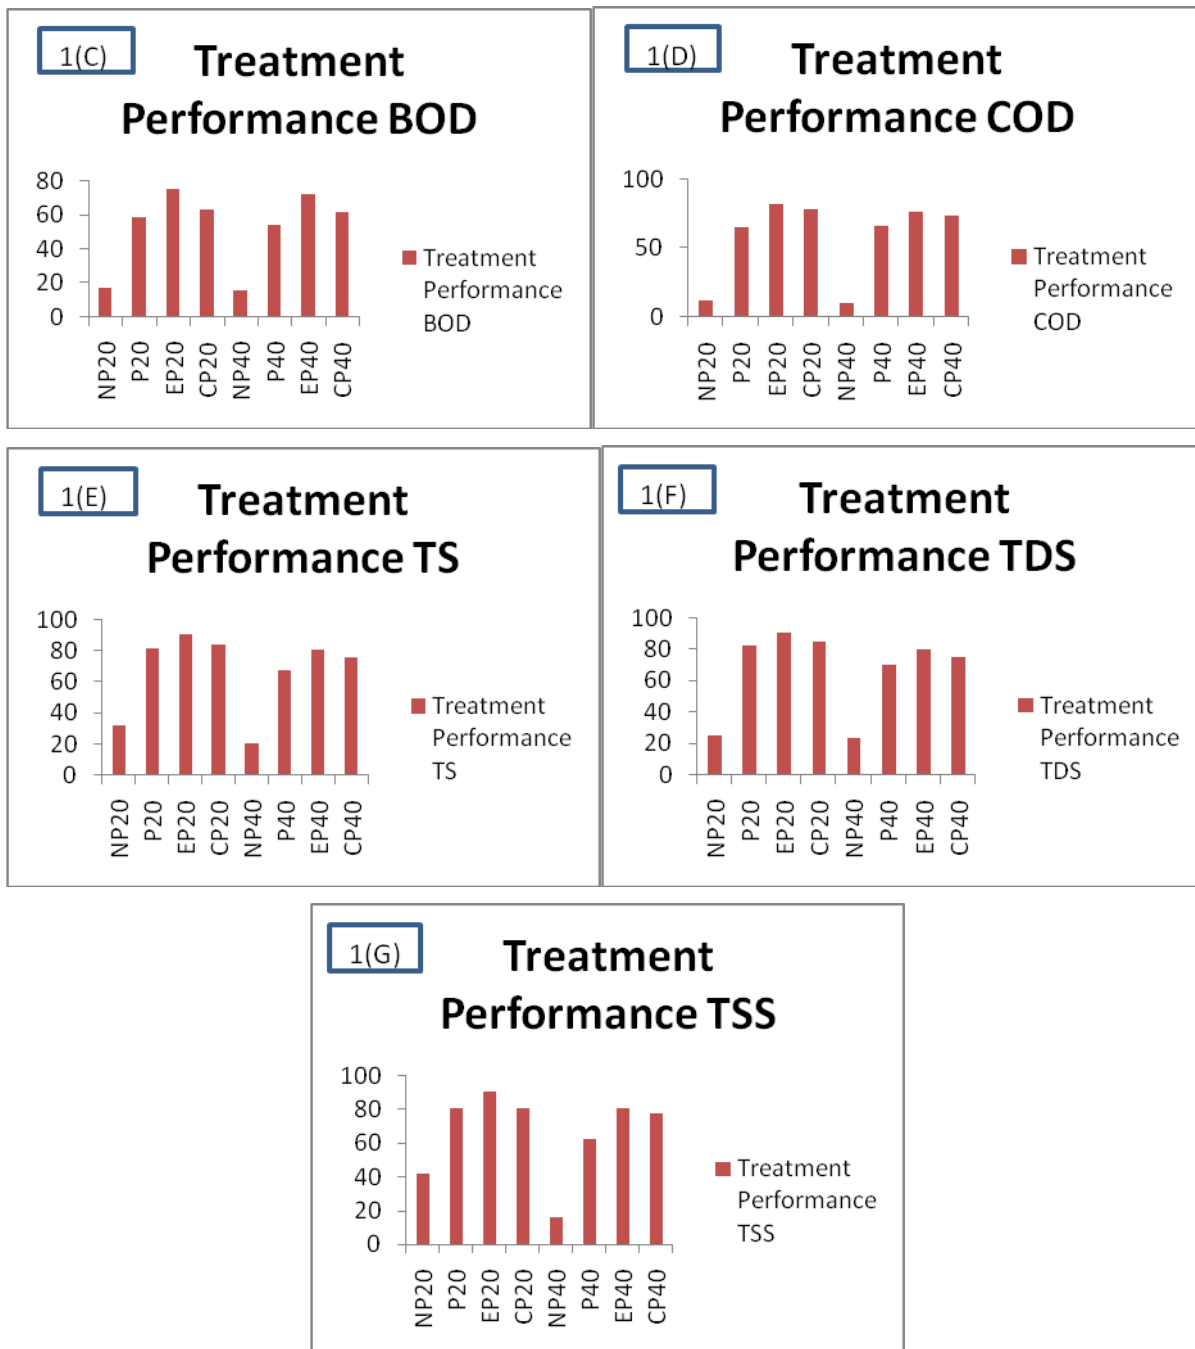 1(C)
Treatment
Performance BOD
80
60
40
20
0
NP20
P20
EP20
CP20
NP40
P40
EP40
CP40
Treatment
Performance
BOD
1(D)
Treatment
Performance COD
100
50
0
NP20
P20
EP20
CP20
NP40
P40
EP40
CP40
Treatment
Performance
COD
1(E)
Treatment
Performance TS
100
80
60
40
20
0
NP20
P20
EP20
CP20
NP40
P40
EP40
CP40
Treatment
Performance
TS
1(F)
Treatment
Performance TDS
100
80
60
40
20
0
NP20
P20
EP20
CP20
NP40
P40
EP40
CP40
Treatment
Performance
TDS
1(G)
Treatment
Performance TSS
100
80
60
40
20
0
NP20
P20
EP20
CP20
NP40
P40
EP40
CP40
Treatment
Performance
TSS